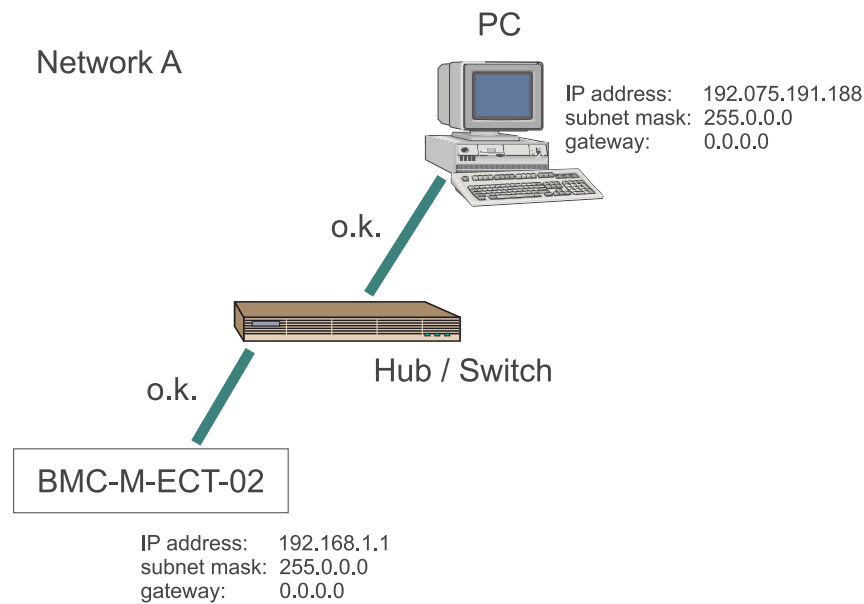 PC
Network A
IP address: 192.075.191.188
subnet mask: 255.0.0.0
gateway: 0.0.0.0
o.k.
Hub / Switch
o.k.
BMC-M-ECT-02
IP address: 192.168.1.1
subnet mask: 255.0.0.0
gateway: 0.0.0.0